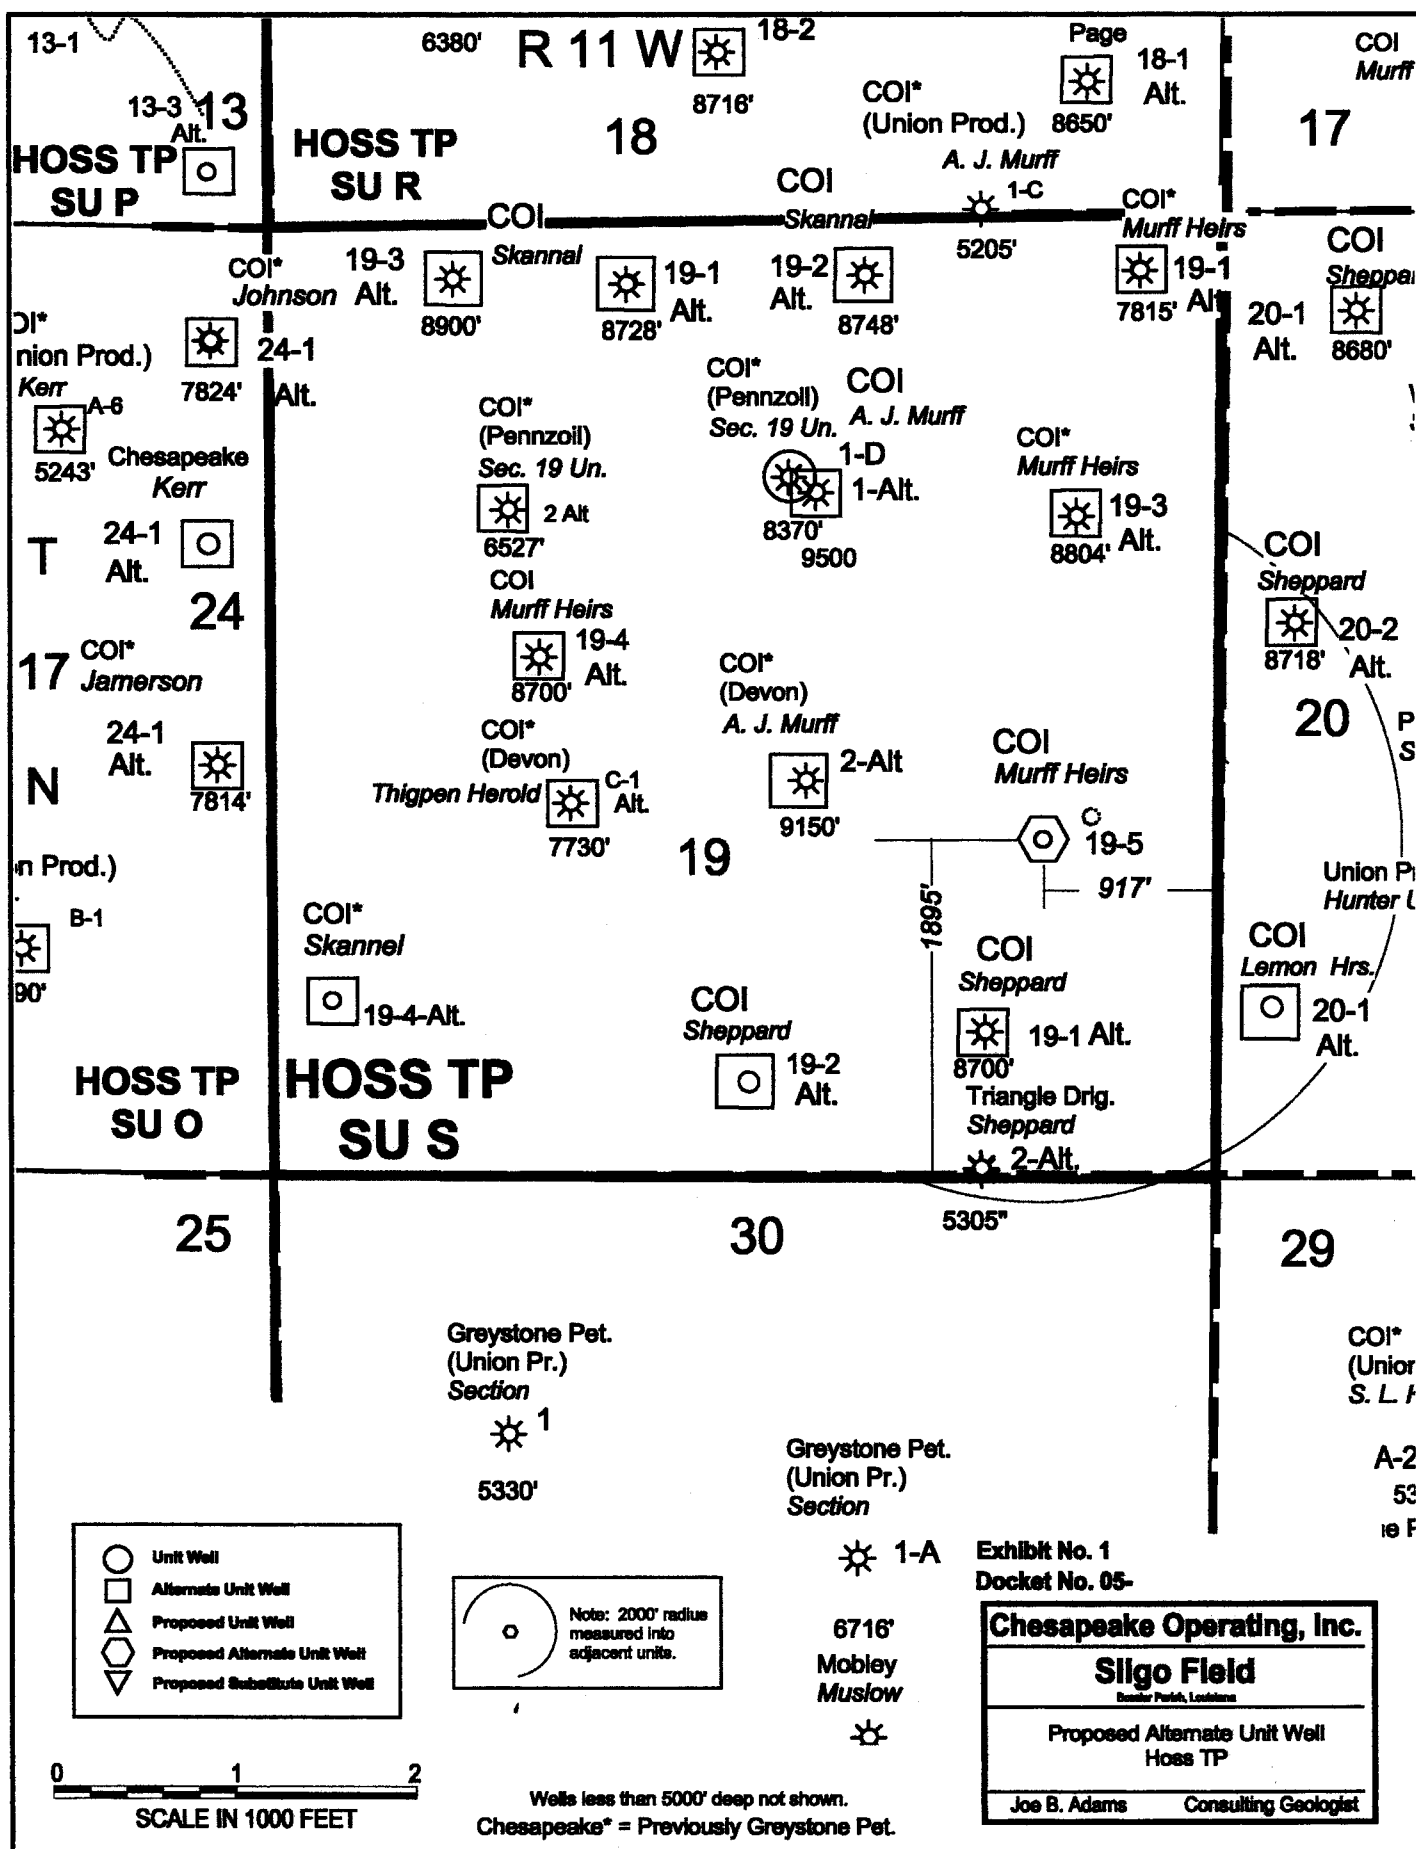 13-1
6380'
R 11 W
18-2
8716'
Page
18-1
Alt.
8650'
COI
Murff
13-3
Alt.
13
18
COI*
(Union Prod.)
A. J. Murff
1-C
5205'
17
HOSS TP
SU P
HOSS TP
SU R
COI
Skannal
COI
Skannal
COI*
Murff Heirs
19-1
Alt
7815'
COI
COI*
Johnson
19-3
Alt.
8900'
19-1
Alt.
8728'
19-2
Alt.
8748'
20-1
Alt.
8680'
nion Prod.)
Kerr
A-6
5243'
24-1
Alt.
7824'
Chesapeake
Kerr
24-1
Alt.
COI*
(Pennzoil)
Sec. 19 Un.
2 Alt
6527'
COI*
(Pennzoil)
Sec. 19 Un.
COI
A. J. Murff
1-D
1-Alt.
8370'
9500
COI*
Murff Heirs
19-3
Alt.
8804'
T
24
17
N
COI
Murff Heirs
19-4
Alt.
8700'
COI
Sheppard
20-2
Alt.
8718'
20
COI*
Jamerson
24-1
Alt.
7814'
COI*
(Devon)
Thigpen Herold
C-1
Alt.
7730'
COI*
(Devon)
A. J. Murff
2-Alt
9150'
19
COI
Murff Heirs
19-5
917'
1895'
n Prod.)
B-1
90'
COI*
Skannel
19-4-Alt.
COI
Sheppard
19-2
Alt.
COI
Sheppard
19-1 Alt.
8700'
Triangle Drlg.
Sheppard
2-Alt.
5305"
COI
Lemon Hrs.
20-1
Alt.
HOSS TP
SU O
HOSS TP
SU S
25
30
29
Greystone Pet.
(Union Pr.)
Section
1
5330'
Greystone Pet.
(Union Pr.)
Section
1-A
6716'
Mobley
Muslow
COI*
A-2
Unit Well
Alternate Unit Well
Proposed Unit Well
Proposed Alternate Unit Well
Proposed Substitute Unit Well
Note: 2000' radius
measured into
adjacent units.
0 1 2
SCALE IN 1000 FEET
Wells less than 5000' deep not shown.
Chesapeake* = Previously Greystone Pet.
Exhibit No. 1
Docket No. 05-
Chesapeake Operating, Inc.
Sligo Field
Bossier Parish, Louisiana
Proposed Alternate Unit Well
Hoss TP
Joe B. Adams Consulting Geologist